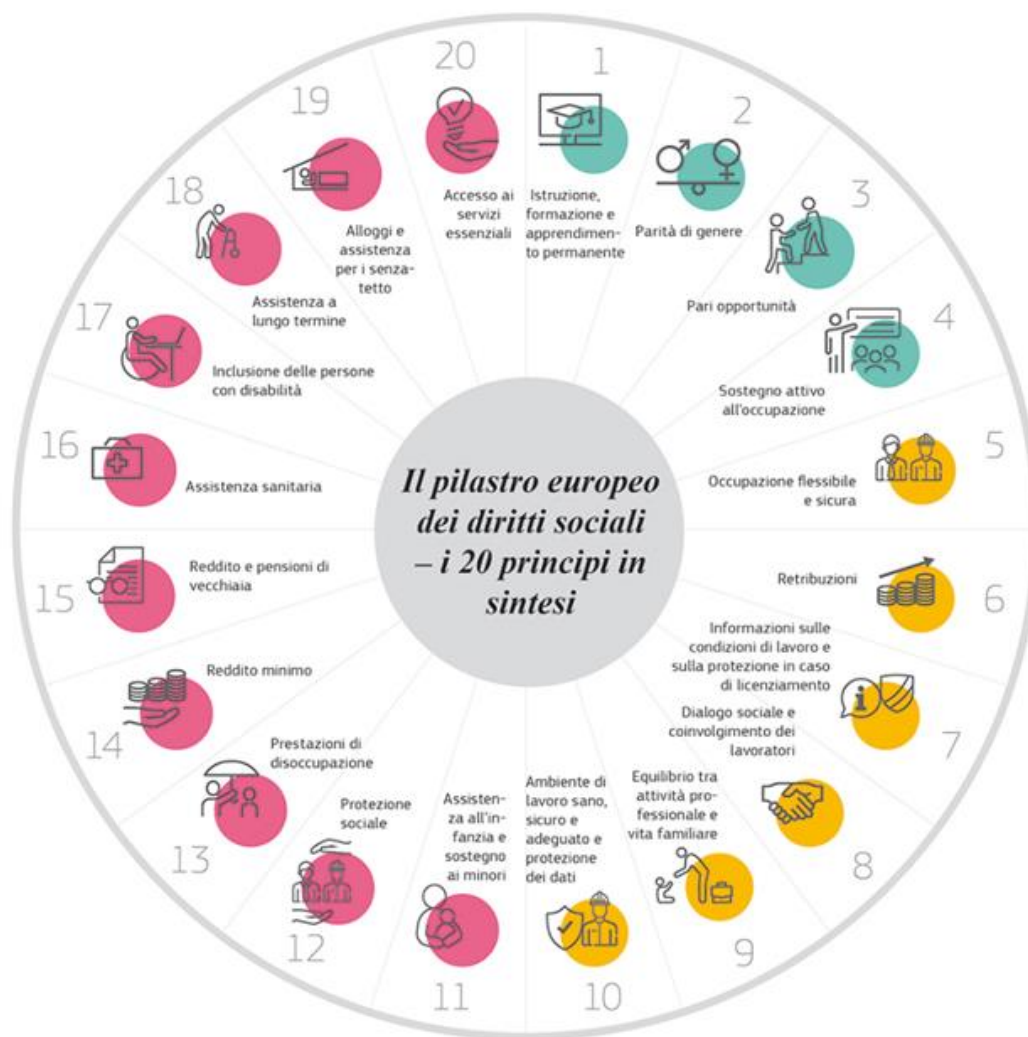 Il pilastro europeo
dei diritti sociali
– i 20 principi in
sintesi
1
Istruzione,
formazione e
apprendimen-
to permanente
2
Parità di genere
3
Pari opportunità
4
Sostegno attivo
all'occupazione
5
Occupazione flessibile
e sicura
6
Retribuzioni
7
Informazioni sulle
condizioni di lavoro e
sulla protezione in caso
di licenziamento
8
Dialogo sociale e
coinvolgimento dei
lavoratori
9
Equilibrio tra
attività pro-
fessionale e
vita familiare
10
Ambiente di
lavoro sano,
sicuro e
adeguato e
protezione
dei dati
11
Assisten-
za all'in-
fanzia e
sostegno
ai minori
12
Protezione
sociale
13
Prestazioni di
disoccupazione
14
Reddito minimo
15
Reddito e pensioni di
vecchiaia
16
Assistenza sanitaria
17
Inclusione delle persone
con disabilità
18
Assistenza a
lungo termine
19
Alloggi e
assistenza
per i senza-
tetto
20
Accesso ai
servizi
essenziali